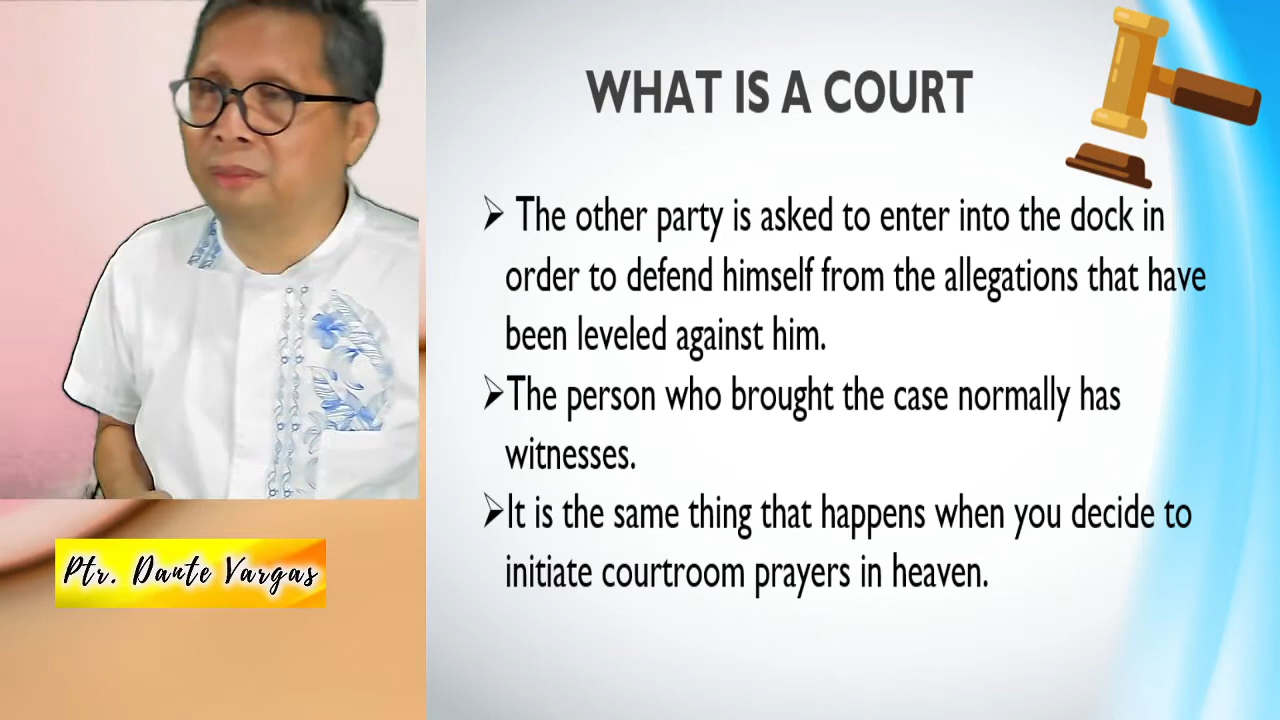 WHAT IS A COURT
➢ The other party is asked to enter into the dock in
order to defend himself from the allegations that have
been leveled against him.
➢The person who brought the case normally has
witnesses.
➢It is the same thing that happens when you decide to
initiate courtroom prayers in heaven.
Ptr. Dante Vargas